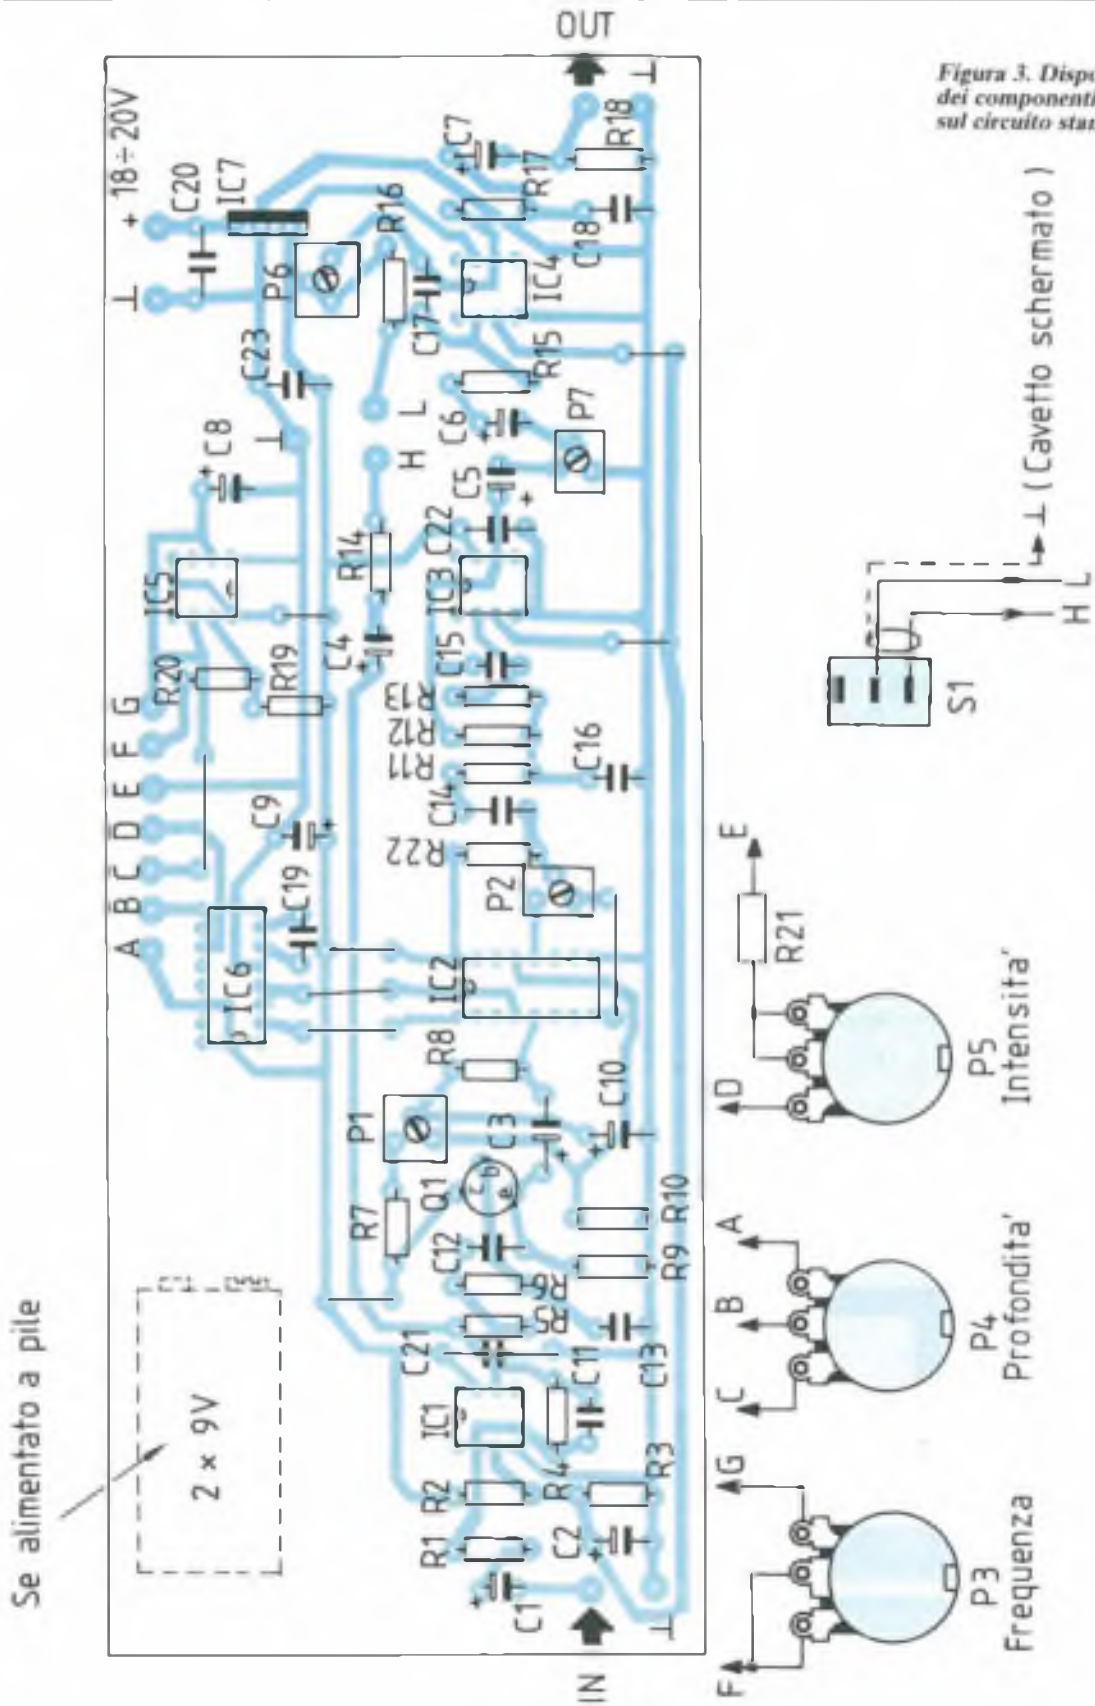 Figura 3.
dei componenti
OUT
⊥
+ 18÷20V
⊥
C20
IC7
P6
C23
R16
C17
C7
R17
R18
C18
IC4
R15
C8
⊥
L
H
C6
P7
C5
+
IC5
R14
C22
IC3
R20
R19
C4
C15
R13
R12
R11
C16
C14
R22
P2
G
F
E
D
C
B
A
C9
C19
IC6
IC2
R8
P1
C3
C10
Q1
c
b
e
R7
C12
R10
R9
R6
R5
C21
C11
C13
IC1
R4
R3
R2
R1
C2
C1
IN
⊥
Se alimentato a pile
2 x 9V
⊥ (Cavetto schermato)
L
H
S1
E
R21
D
P5
Intensita'
A
B
C
P4
Profondita'
G
F
P3
Frequenza